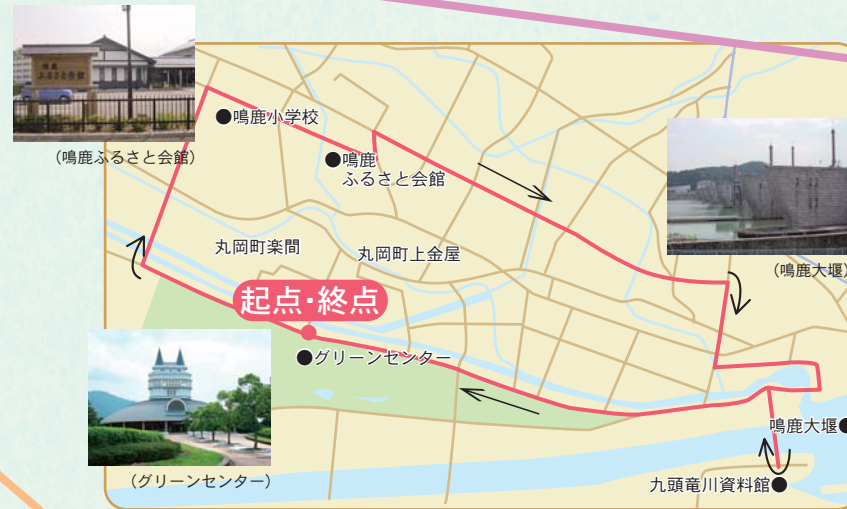 鳴鹿
ふるさと会館
(鳴鹿ふるさと会館)
●鳴鹿小学校
●鳴鹿
ふるさと会館
(鳴鹿大堰)
丸岡町楽間
丸岡町上金屋
起点・終点
●グリーンセンター
(グリーンセンター)
鳴鹿大堰●
九頭竜川資料館●